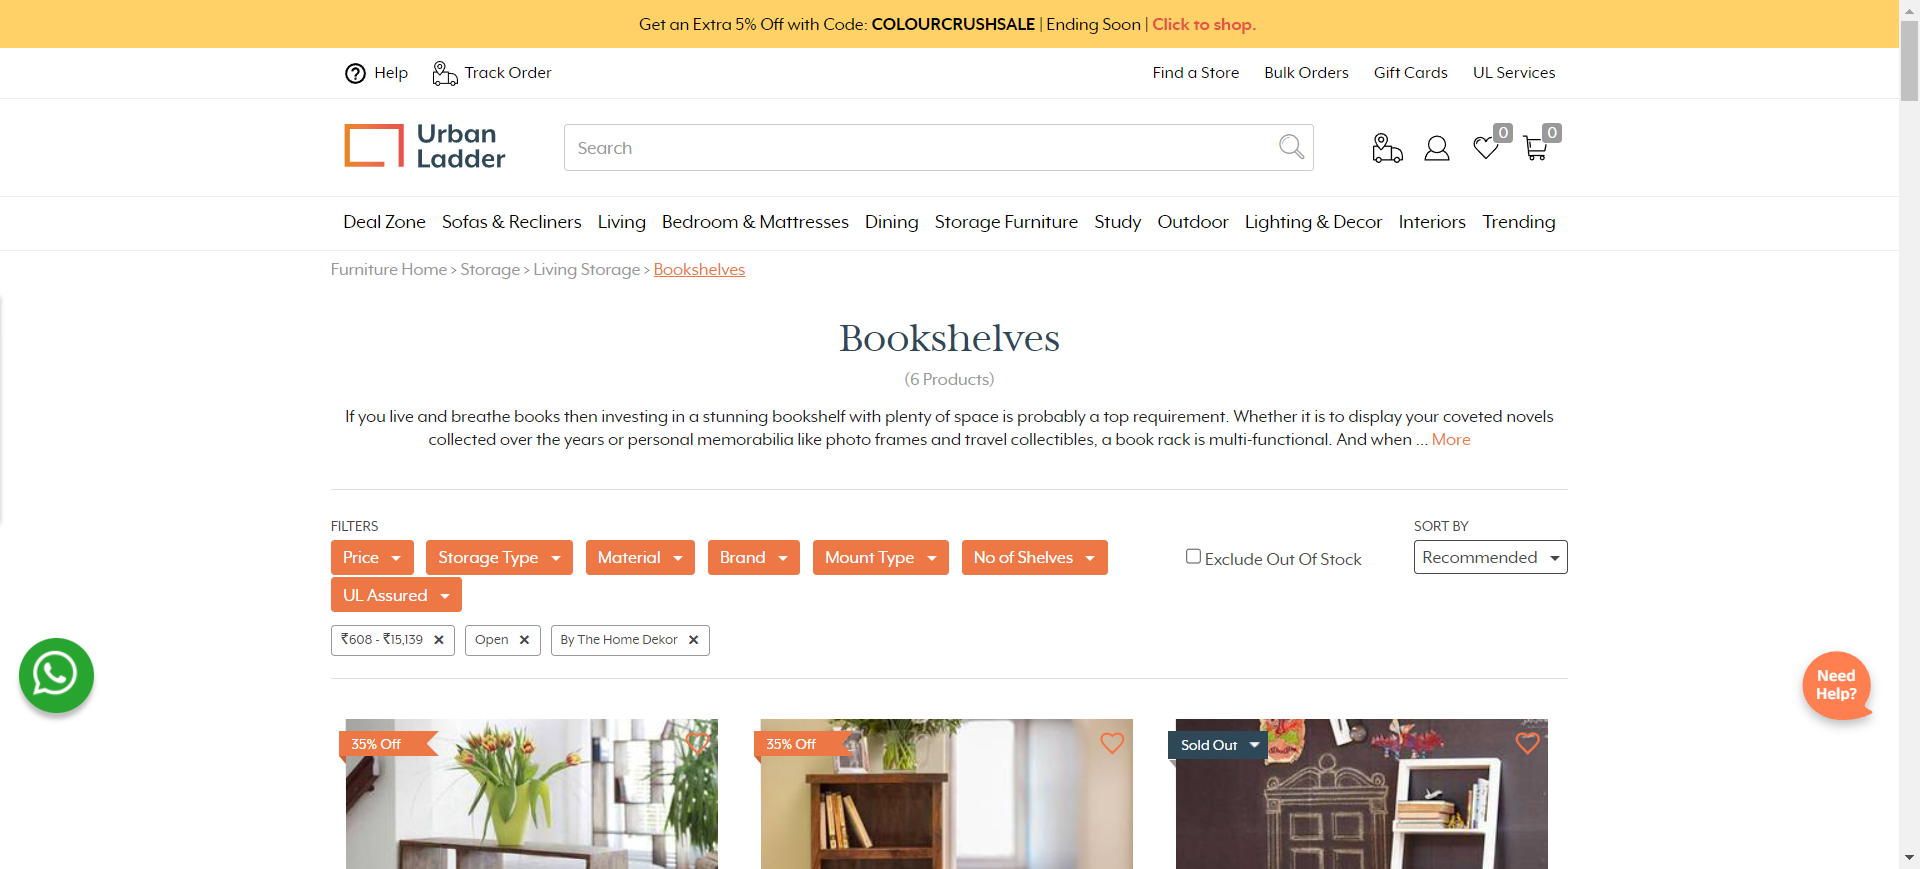 Get an Extra 5% Off with Code: COLOURCRUSHSALE | Ending Soon | Click to shop.
Help Track Order Find a Store Bulk Orders Gift Cards UL Services
Urban
Ladder
Search
0 0
Deal Zone Sofas & Recliners Living Bedroom & Mattresses Dining Storage Furniture Study Outdoor Lighting & Decor Interiors Trending
Furniture Home > Storage > Living Storage > Bookshelves
Bookshelves
(6 Products)
If you live and breathe books then investing in a stunning bookshelf with plenty of space is probably a top requirement. Whether it is to display your coveted novels
collected over the years or personal memorabilia like photo frames and travel collectibles, a book rack is multi-functional. And when ... More
FILTERS SORT BY
Price Storage Type Material Brand Mount Type No of Shelves Exclude Out Of Stock Recommended
UL Assured
₹608 - ₹15,139 × Open × By The Home Dekor ×
Need
Help?
35% Off 35% Off Sold Out